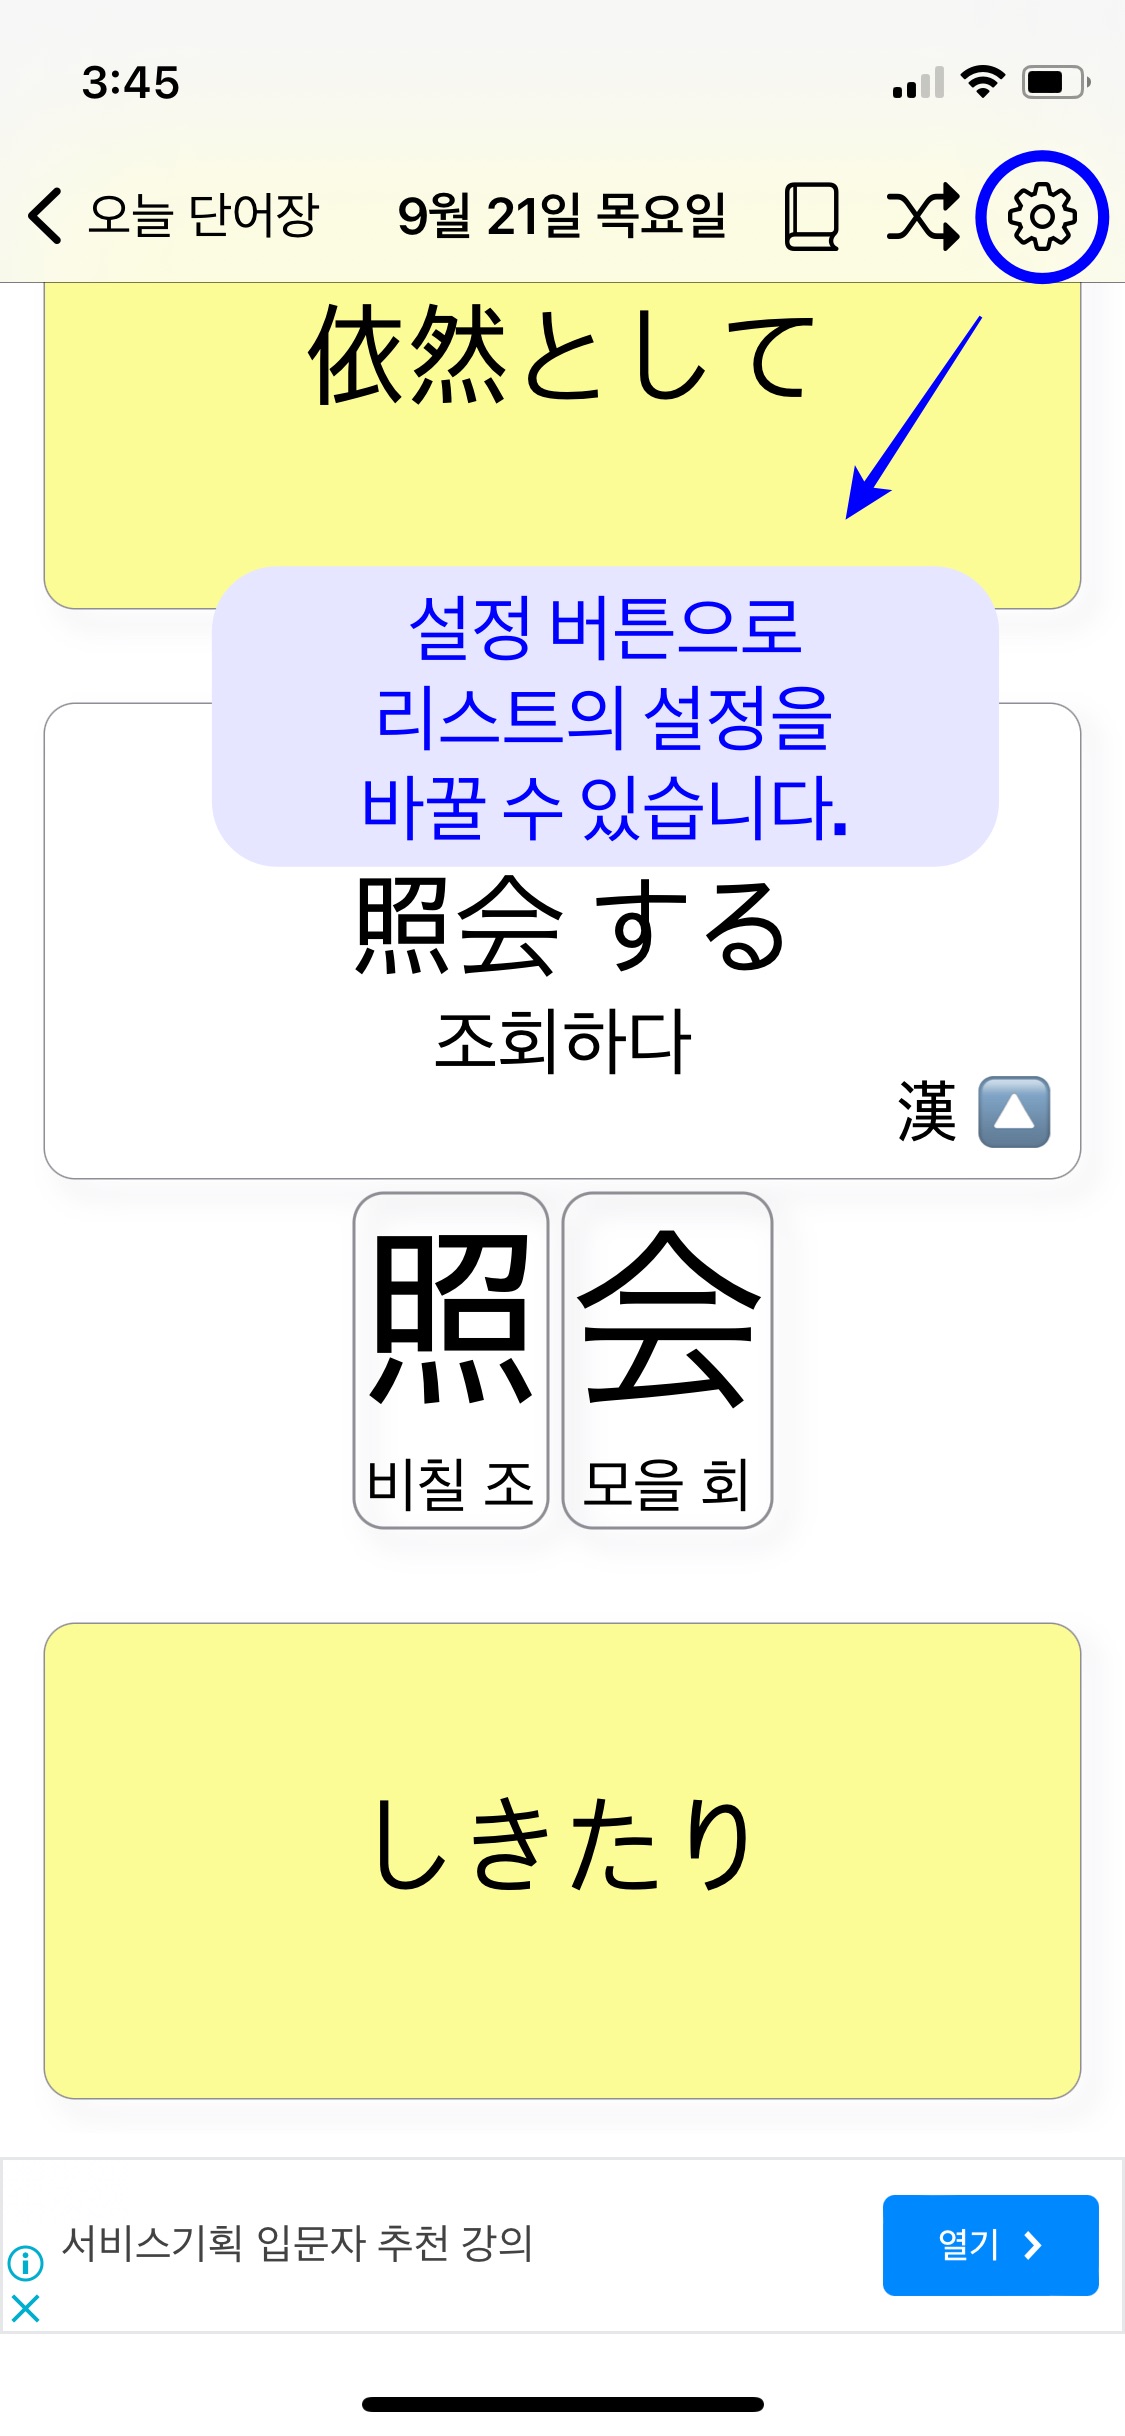 3:45
오늘 단어장
9월 21일 목요일
依然として
설정 버튼으로
리스트의 설정을
바꿀 수 있습니다.
照会 する
조회하다
漢
照 会
비칠 조 모을 회
しきたり
서비스기획 입문자 추천 강의
열기